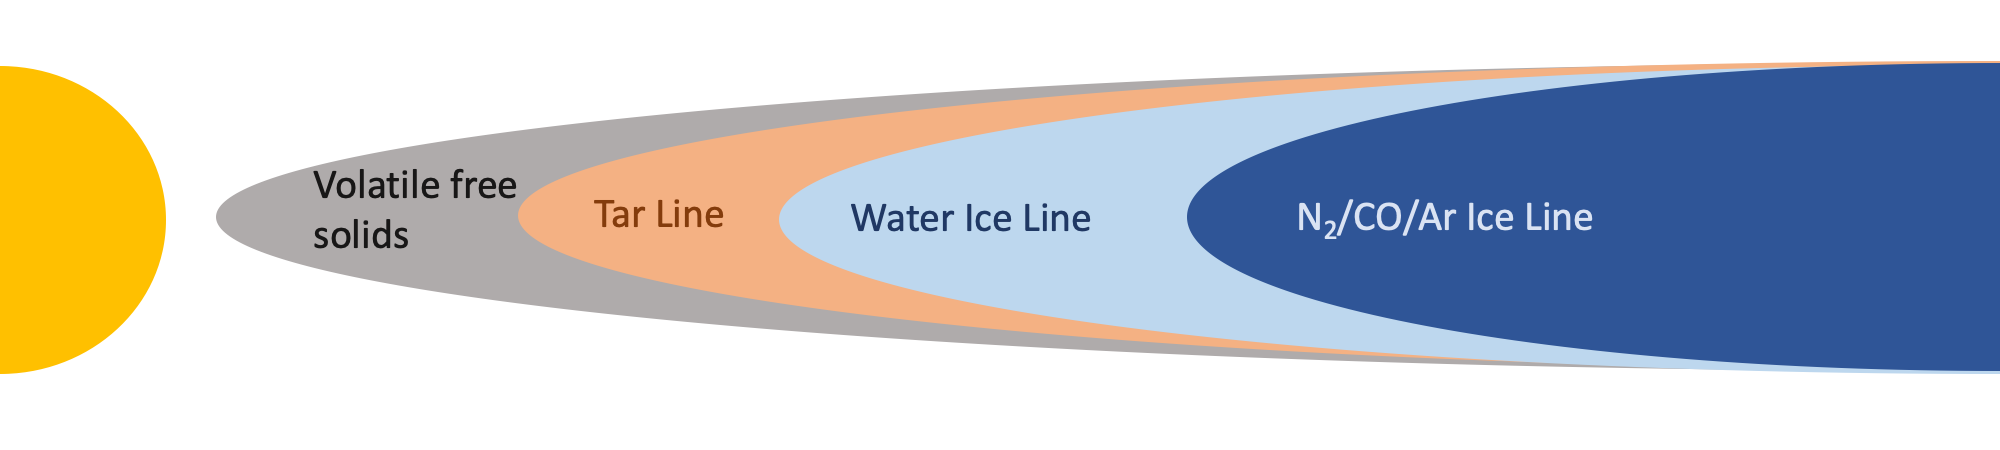 Volatile free
solids
Tar Line
Water Ice Line
N₂/CO/Ar Ice Line